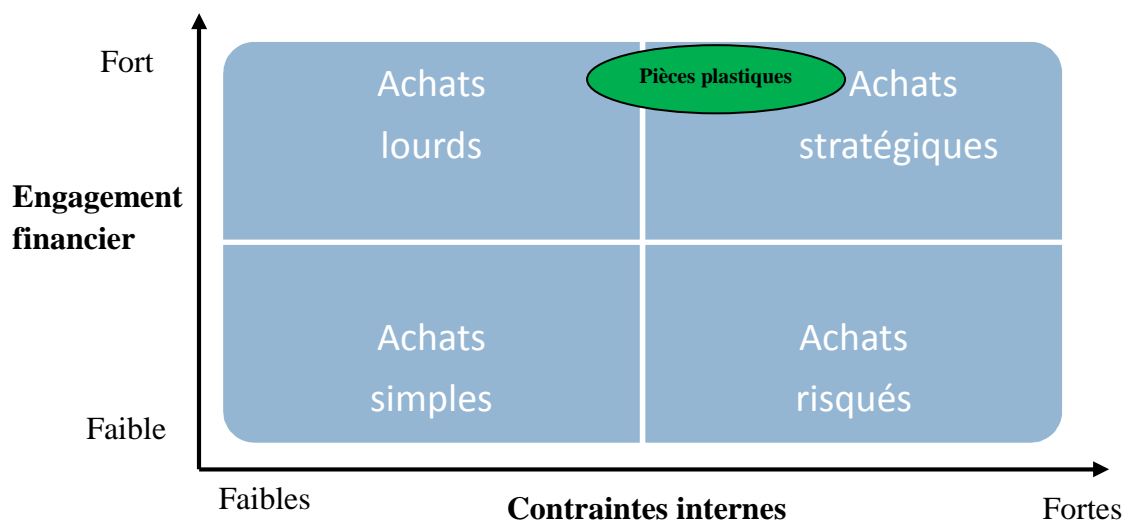 Fort
Pièces plastiques
Achats
lourds
Achats
stratégiques
Engagement
financier
Achats
simples
Achats
risqués
Faible
Faibles
Contraintes internes
Fortes